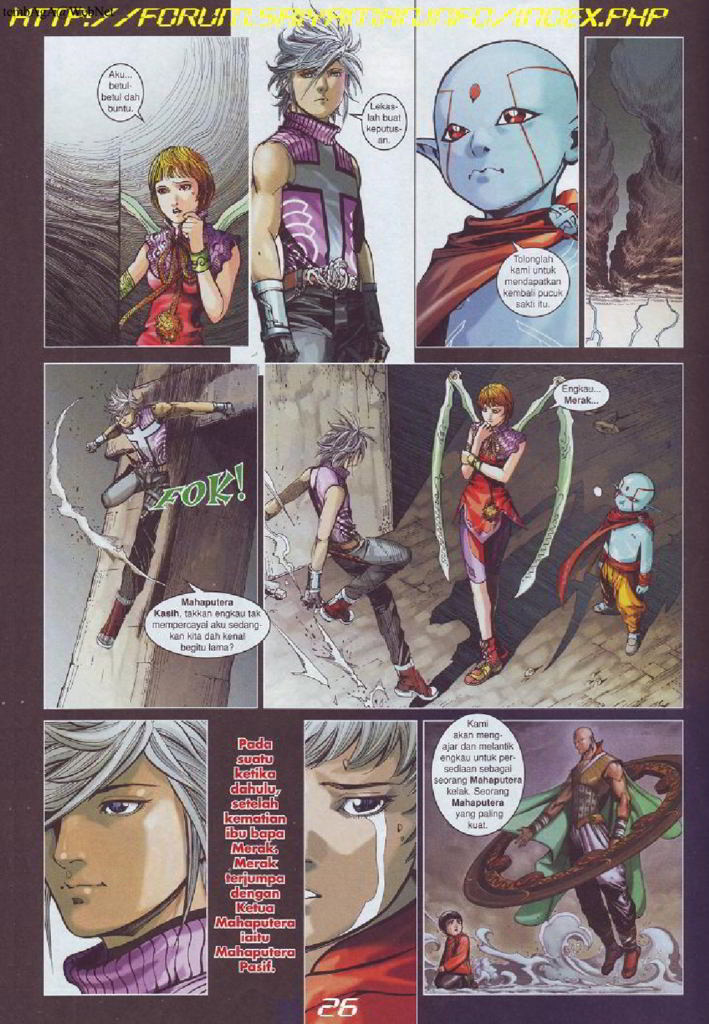 HTTP://FORUM.SARAMAN.INFO/INDEX.PHP
Aku...
betul-
betul dah
buntu.
Lekas-
lah buat
keputus-
an.
Tolonglah
kami untuk
mendapatkan
kembali pucuk
sakti itu.
FOK!
Mahaputera
Kasih, takkan engkau tak
mempercayai aku sedang-
kan kita dah kenal
begitu lama?
Engkau...
Merak...
Pada
suatu
ketika
dahulu,
setelah
kematian
ibu bapa
Merak.
Merak
terjumpa
dengan
Ketua
Mahaputera
iaitu
Mahaputera
Pasif.
Kami
akan meng-
ajar dan melantik
engkau untuk per-
sediaan sebagai
seorang Mahaputera
kelak. Seorang
Mahaputera
yang paling
kuat.
26